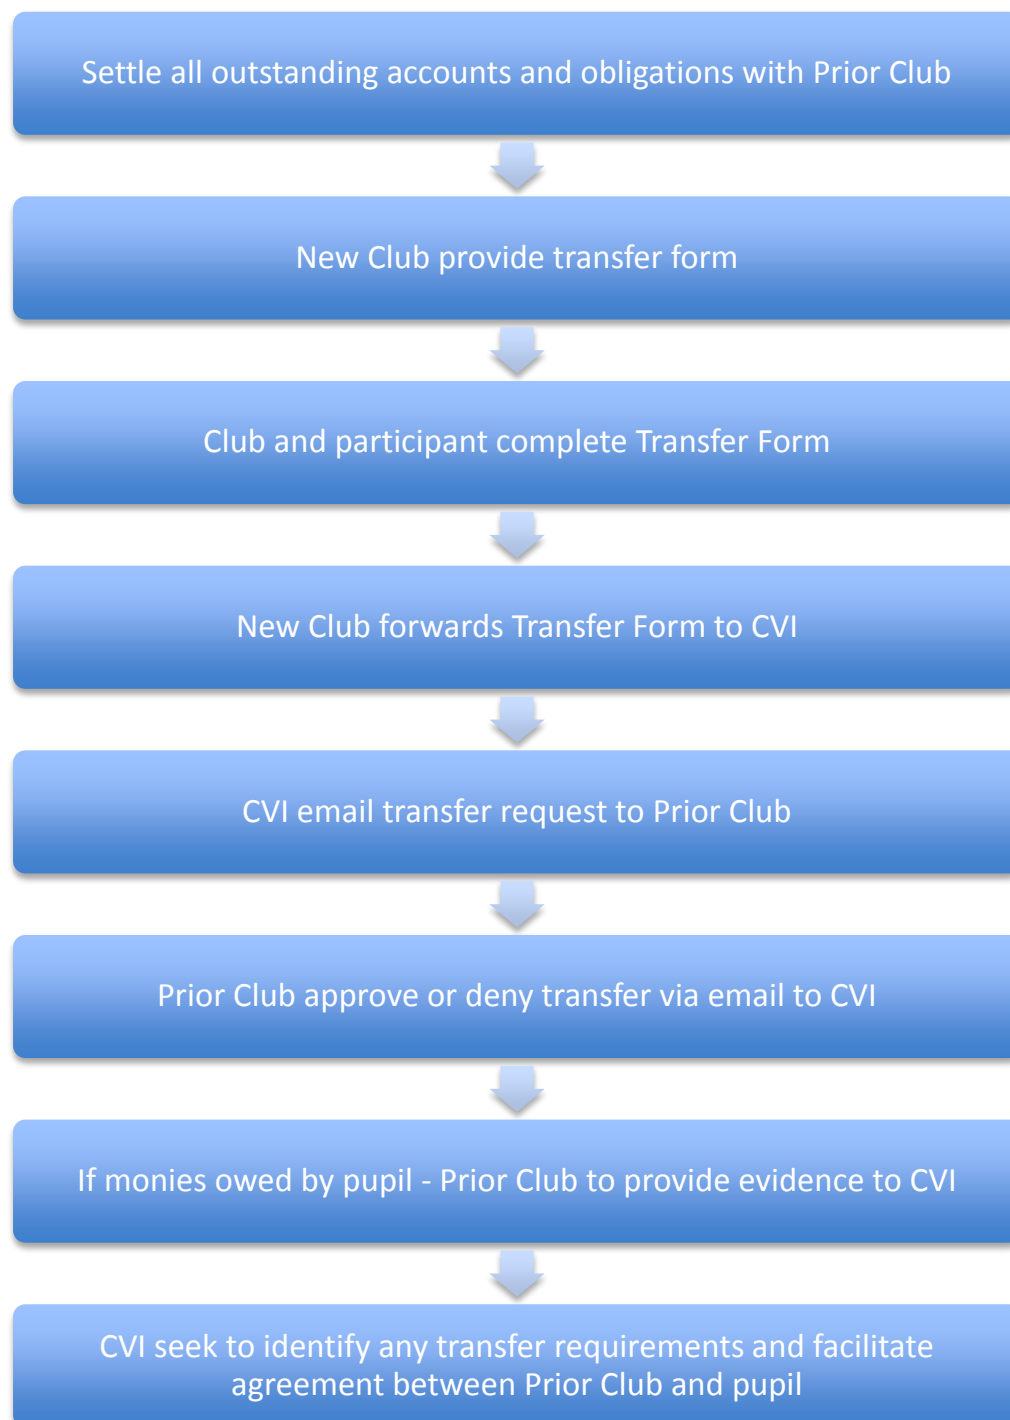 Settle all outstanding accounts and obligations with Prior Club
New Club provide transfer form
Club and participant complete Transfer Form
New Club forwards Transfer Form to CVI
CVI email transfer request to Prior Club
Prior Club approve or deny transfer via email to CVI
If monies owed by pupil - Prior Club to provide evidence to CVI
CVI seek to identify any transfer requirements and facilitate
agreement between Prior Club and pupil